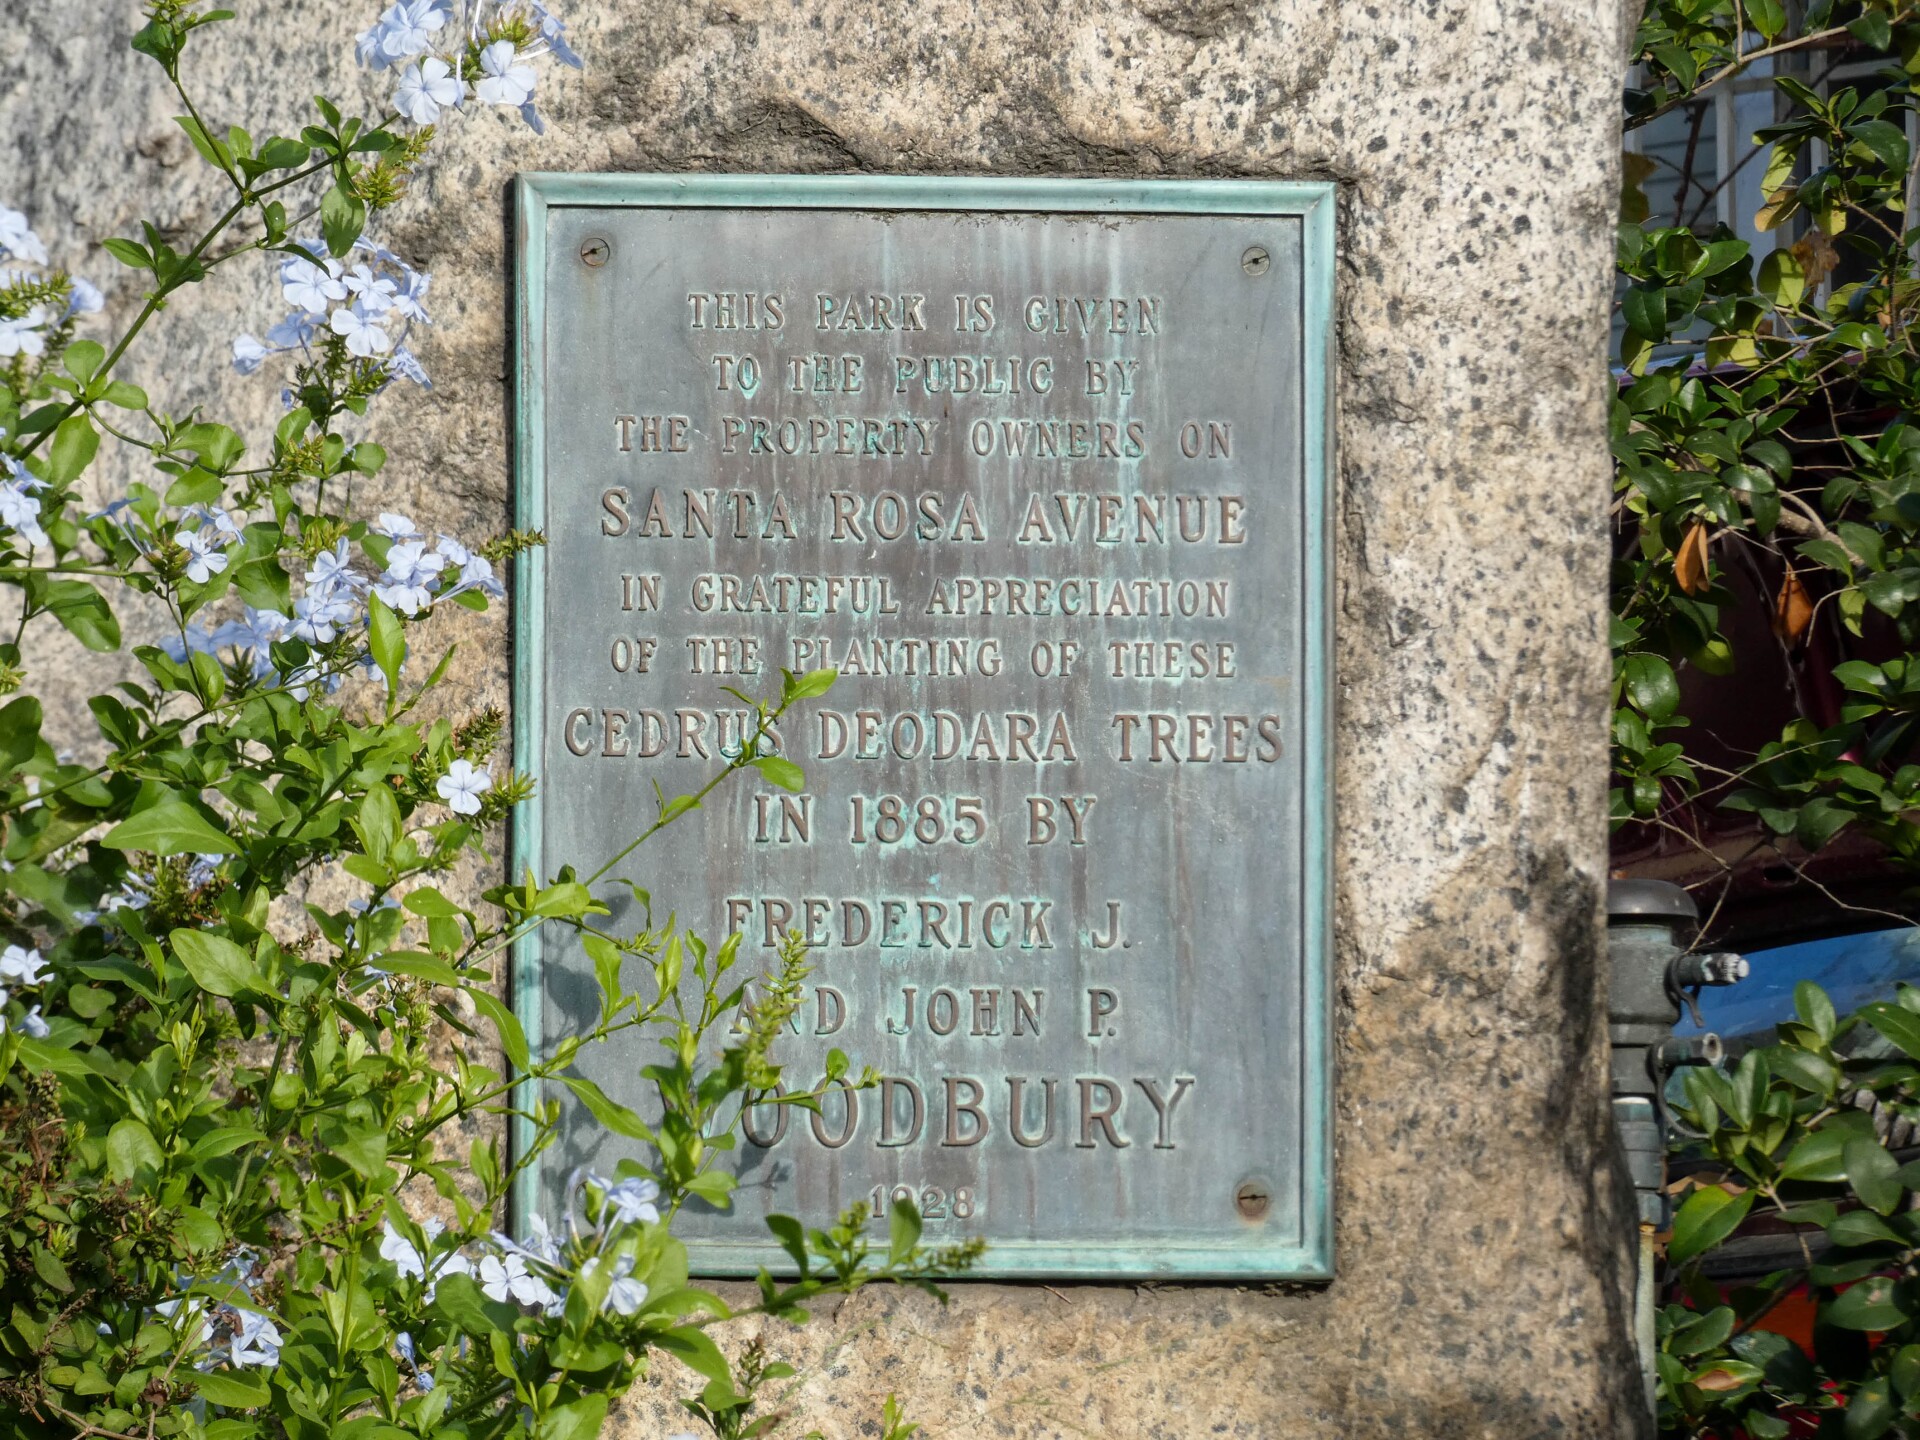 THIS PARK IS GIVEN
TO THE PUBLIC BY
THE PROPERTY OWNERS ON
SANTA ROSA AVENUE
IN GRATEFUL APPRECIATION
OF THE PLANTING OF THESE
CEDRUS DEODARA TREES
IN 1885 BY
FREDERICK J.
AND JOHN P.
WOODBURY
1928